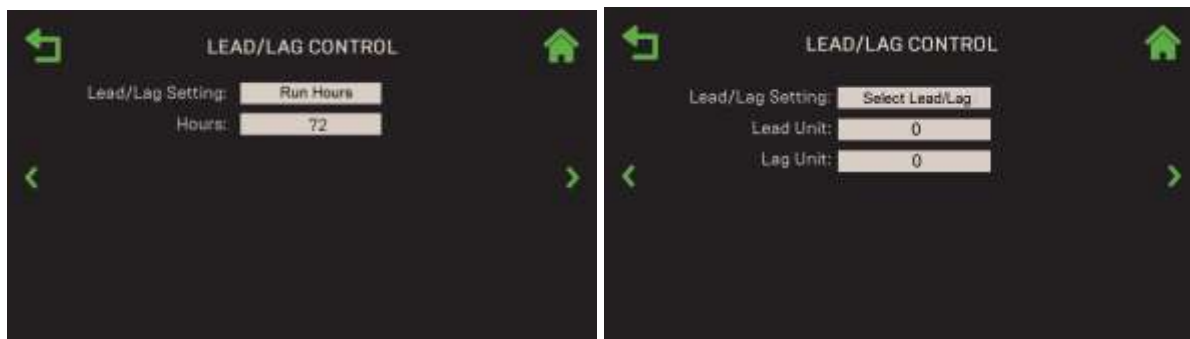 LEAD/LAG CONTROL
Lead/Lag Setting: Run Hours
Hours: 72
LEAD/LAG CONTROL
Lead/Lag Setting: Select Lead/Lag
Lead Unit: 0
Lag Unit: 0